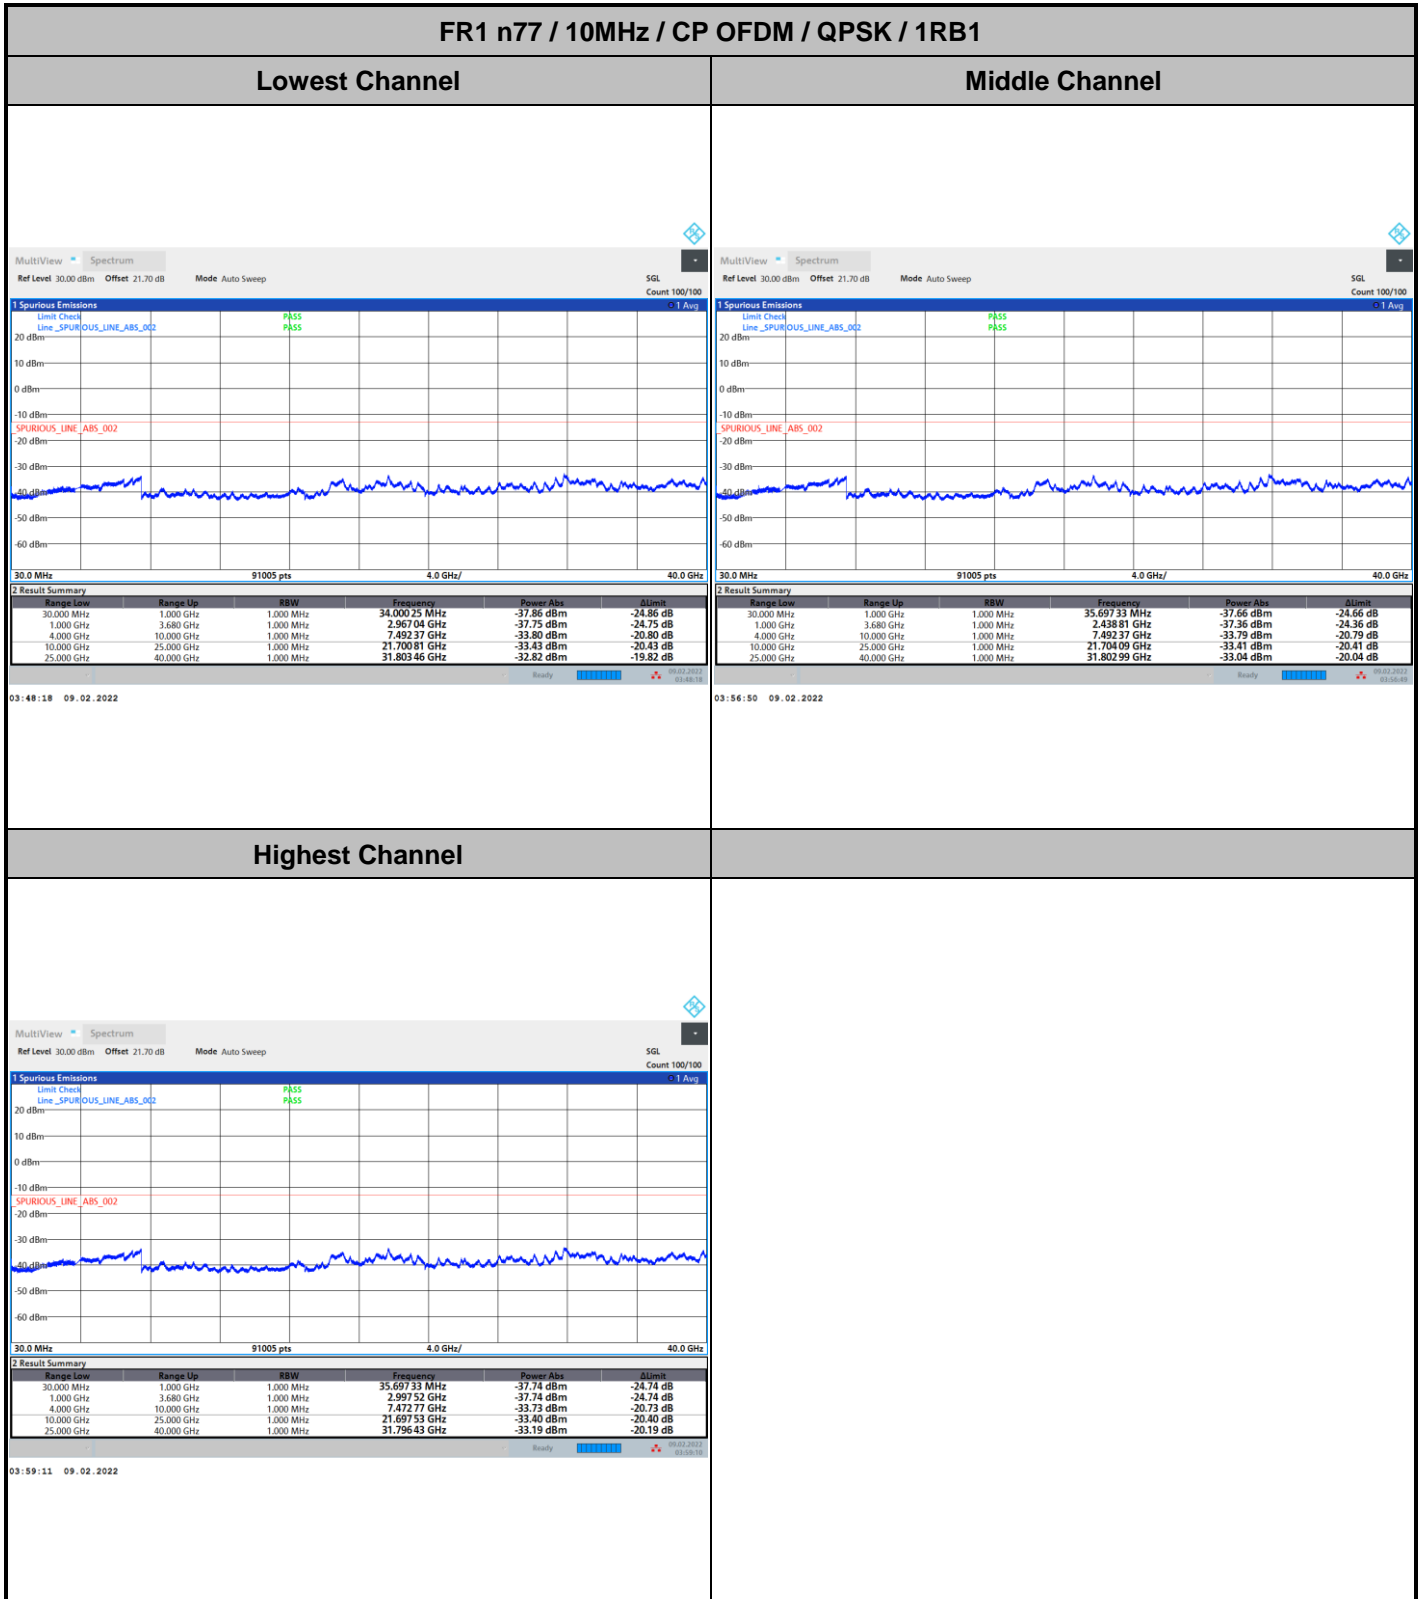 FR1 n77 / 10MHz / CP OFDM / QPSK / 1RB1
Lowest Channel
Middle Channel
MultiView Spectrum
Ref Level 30.00 dBm Offset 21.70 dB Mode Auto Sweep SGL
Count 100/100
1 Spurious Emissions 1 Avg
Limit Check PASS
Line _SPURIOUS_LINE_ABS_002 PASS
20 dBm
10 dBm
0 dBm
-10 dBm
_SPURIOUS_LINE_ABS_002
-20 dBm
-30 dBm
-40 dBm
-50 dBm
-60 dBm
30.0 MHz 91005 pts 4.0 GHz/ 40.0 GHz
2 Result Summary
Range Low Range Up RBW Frequency Power Abs ΔLimit
30.000 MHz 1.000 GHz 1.000 MHz 34.000 25 MHz -37.86 dBm -24.86 dB
1.000 GHz 3.680 GHz 1.000 MHz 2.967 04 GHz -37.75 dBm -24.75 dB
4.000 GHz 10.000 GHz 1.000 MHz 7.492 37 GHz -33.80 dBm -20.80 dB
10.000 GHz 25.000 GHz 1.000 MHz 21.700 81 GHz -33.43 dBm -20.43 dB
25.000 GHz 40.000 GHz 1.000 MHz 31.803 46 GHz -32.82 dBm -19.82 dB
Ready 09.02.2022
03:48:18
03:48:18 09.02.2022
MultiView Spectrum
Ref Level 30.00 dBm Offset 21.70 dB Mode Auto Sweep SGL
Count 100/100
1 Spurious Emissions 1 Avg
Limit Check PASS
Line _SPURIOUS_LINE_ABS_002 PASS
20 dBm
10 dBm
0 dBm
-10 dBm
_SPURIOUS_LINE_ABS_002
-20 dBm
-30 dBm
-40 dBm
-50 dBm
-60 dBm
30.0 MHz 91005 pts 4.0 GHz/ 40.0 GHz
2 Result Summary
Range Low Range Up RBW Frequency Power Abs ΔLimit
30.000 MHz 1.000 GHz 1.000 MHz 35.697 33 MHz -37.66 dBm -24.66 dB
1.000 GHz 3.680 GHz 1.000 MHz 2.438 81 GHz -37.36 dBm -24.36 dB
4.000 GHz 10.000 GHz 1.000 MHz 7.492 37 GHz -33.79 dBm -20.79 dB
10.000 GHz 25.000 GHz 1.000 MHz 21.704 09 GHz -33.41 dBm -20.41 dB
25.000 GHz 40.000 GHz 1.000 MHz 31.802 99 GHz -33.04 dBm -20.04 dB
Ready 09.02.2022
03:56:49
03:56:50 09.02.2022
Highest Channel
MultiView Spectrum
Ref Level 30.00 dBm Offset 21.70 dB Mode Auto Sweep SGL
Count 100/100
1 Spurious Emissions 1 Avg
Limit Check PASS
Line _SPURIOUS_LINE_ABS_002 PASS
20 dBm
10 dBm
0 dBm
-10 dBm
_SPURIOUS_LINE_ABS_002
-20 dBm
-30 dBm
-40 dBm
-50 dBm
-60 dBm
30.0 MHz 91005 pts 4.0 GHz/ 40.0 GHz
2 Result Summary
Range Low Range Up RBW Frequency Power Abs ΔLimit
30.000 MHz 1.000 GHz 1.000 MHz 35.697 33 MHz -37.74 dBm -24.74 dB
1.000 GHz 3.680 GHz 1.000 MHz 2.997 52 GHz -37.74 dBm -24.74 dB
4.000 GHz 10.000 GHz 1.000 MHz 7.472 77 GHz -33.73 dBm -20.73 dB
10.000 GHz 25.000 GHz 1.000 MHz 21.697 53 GHz -33.40 dBm -20.40 dB
25.000 GHz 40.000 GHz 1.000 MHz 31.796 43 GHz -33.19 dBm -20.19 dB
Ready 09.02.2022
03:59:10
03:59:11 09.02.2022